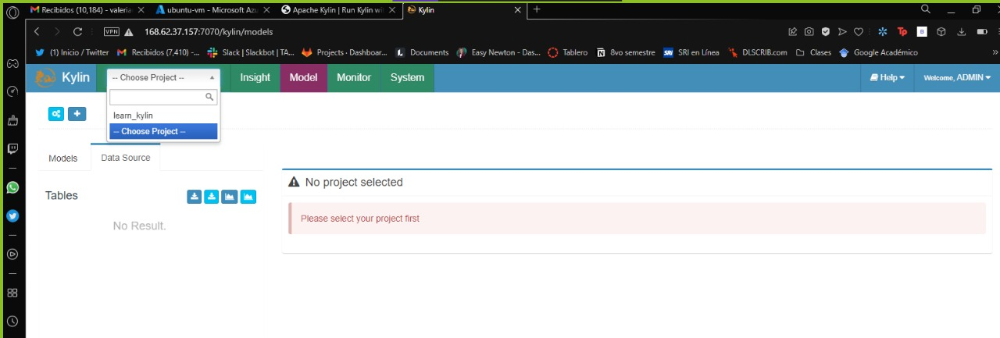 Recibidos (10,184) - valeria
ubuntu-vm - Microsoft Azu
Apache Kylin | Run Kylin wi
Kylin
VPN
168.62.37.157:7070/kylin/models
(1) Inicio / Twitter
Recibidos (7,410) -...
Slack | Slackbot | TA...
Projects · Dashboar...
Documents
Easy Newton - Das...
Tablero
8vo semestre
SRI en Línea
DLSCRIB.com
Clases
Google Académico
»
Kylin
-- Choose Project --
Insight
Model
Monitor
System
Help
Welcome, ADMIN
learn_kylin
-- Choose Project --
Models
Data Source
Tables
No Result.
No project selected
Please select your project first